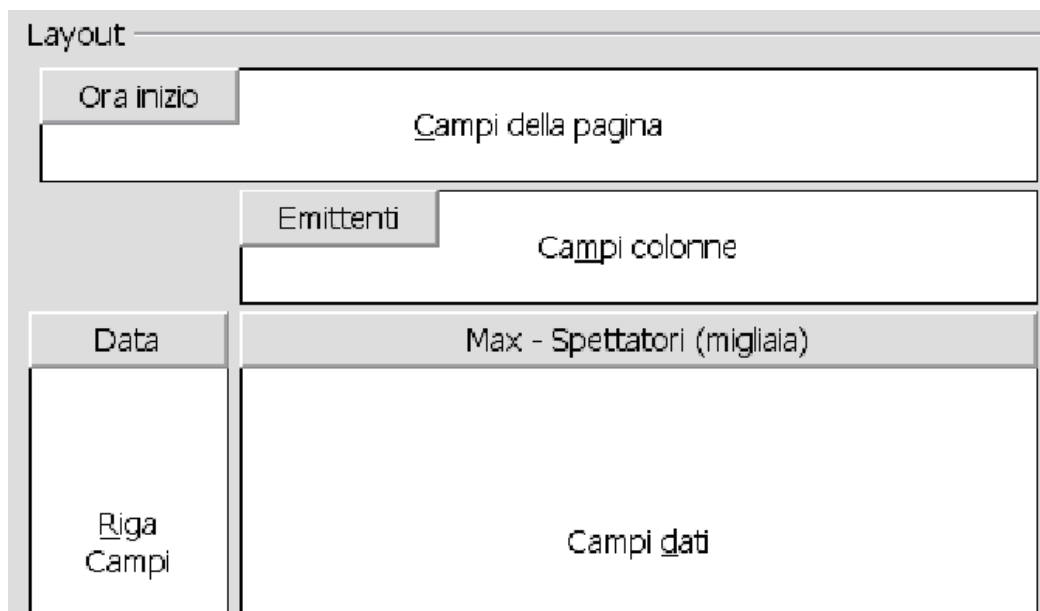 Layout
Ora inizio
Campi della pagina
Emittenti
Campi colonne
Data
Max - Spettatori (migliaia)
Riga
Campi
Campi dati